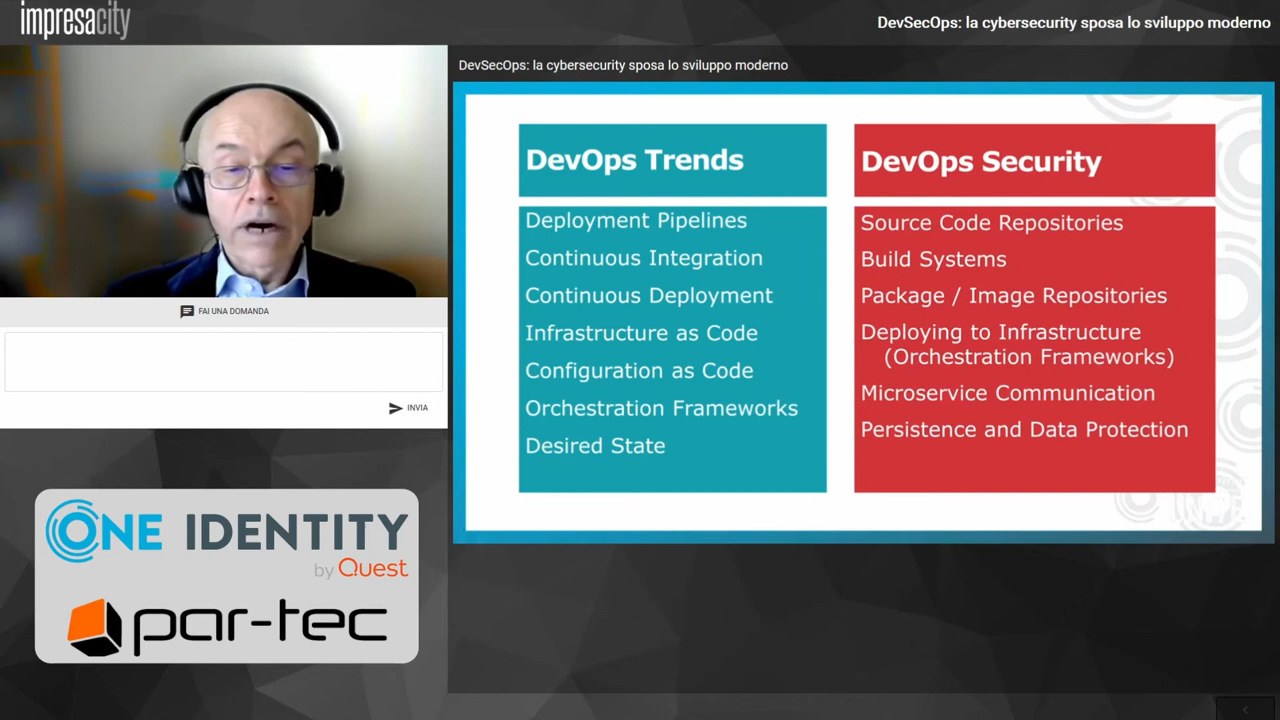 impresacity
DevSecOps: la cybersecurity sposa lo sviluppo moderno
DevSecOps: la cybersecurity sposa lo sviluppo moderno
FAI UNA DOMANDA
INVIA
ONE IDENTITY
by Quest
par-tec
DevOps Trends
Deployment Pipelines
Continuous Integration
Continuous Deployment
Infrastructure as Code
Configuration as Code
Orchestration Frameworks
Desired State
DevOps Security
Source Code Repositories
Build Systems
Package / Image Repositories
Deploying to Infrastructure
(Orchestration Frameworks)
Microservice Communication
Persistence and Data Protection